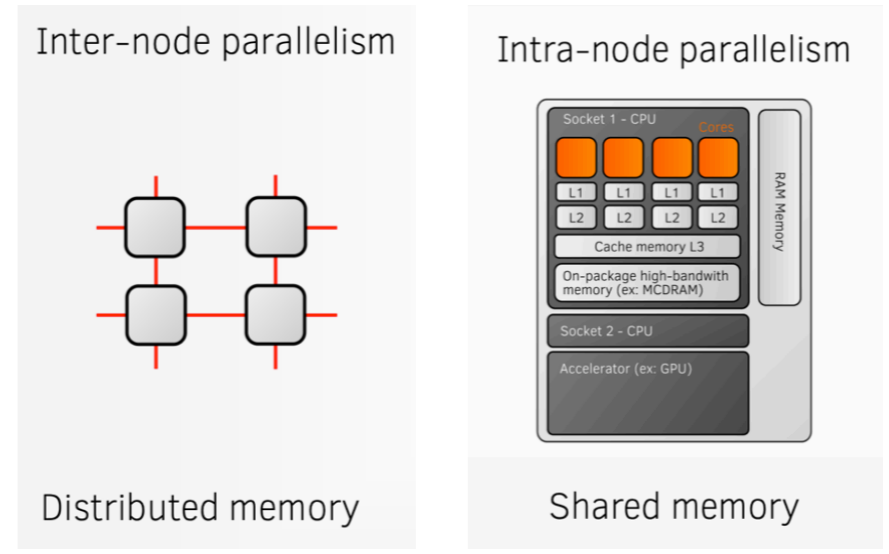 Inter-node parallelism
Distributed memory
Intra-node parallelism
Socket 1 - CPU
Cores
L1 L1 L1 L1
L2 L2 L2 L2
Cache memory L3
On-package high-bandwith
memory (ex: MCDRAM)
Socket 2 - CPU
Accelerator (ex: GPU)
RAM Memory
Shared memory